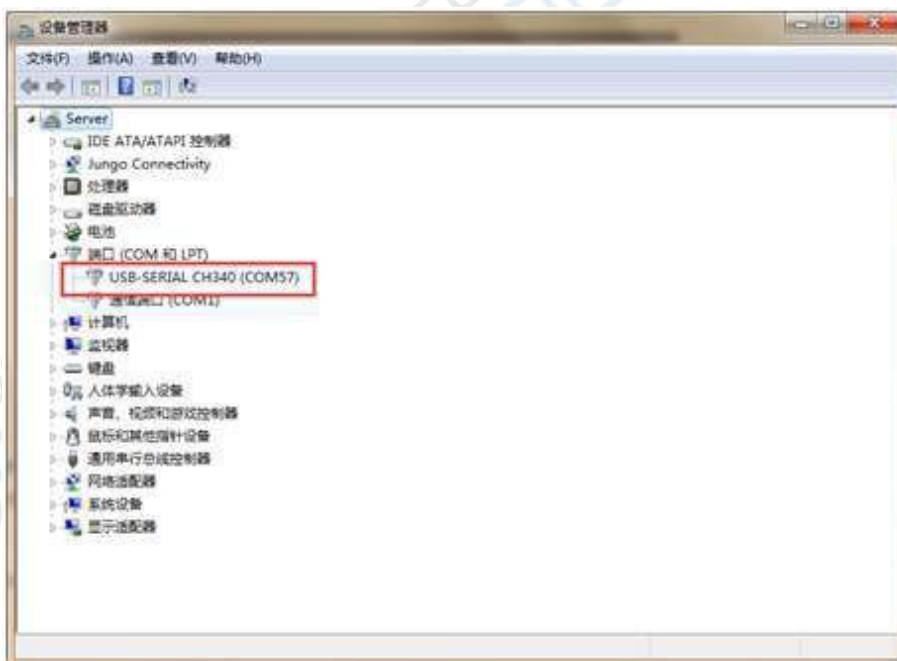 设备管理器
文件(F) 操作(A) 查看(V) 帮助(H)
Server
IDE ATA/ATAPI 控制器
Jungo Connectivity
处理器
磁盘驱动器
电池
端口 (COM 和 LPT)
USB-SERIAL CH340 (COM57)
通信端口 (COM1)
计算机
监视器
键盘
人体学输入设备
声音、视频和游戏控制器
鼠标和其他指针设备
通用串行总线控制器
网络适配器
系统设备
显示适配器